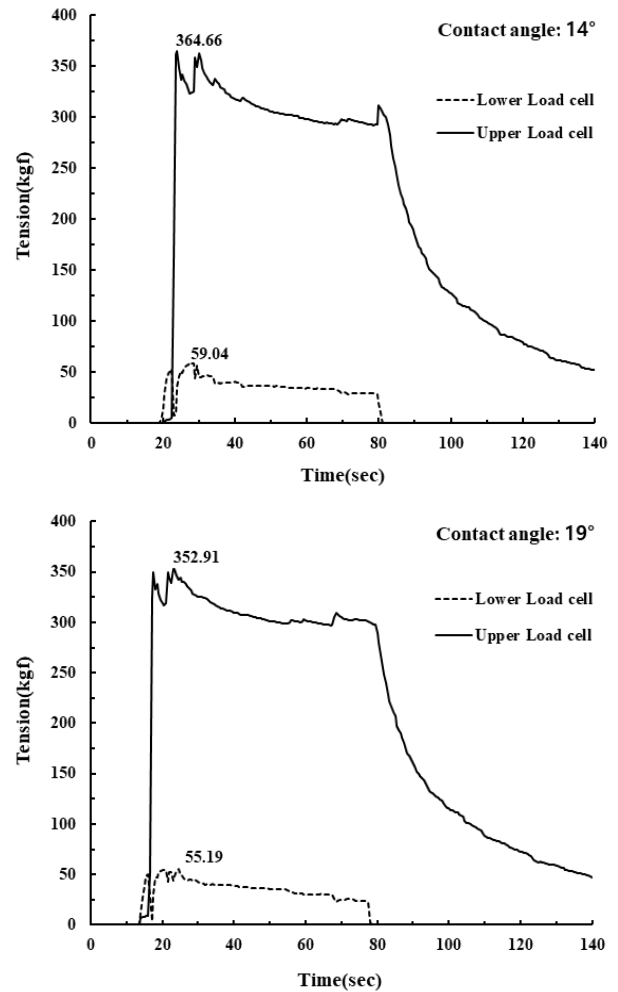 400
350
300
250
200
150
100
50
0
Tension(kgf)
364.66
59.04
Contact angle: 14°
Lower Load cell
Upper Load cell
0 20 40 60 80 100 120 140
Time(sec)
400
350
300
250
200
150
100
50
0
Tension(kgf)
352.91
55.19
Contact angle: 19°
Lower Load cell
Upper Load cell
0 20 40 60 80 100 120 140
Time(sec)